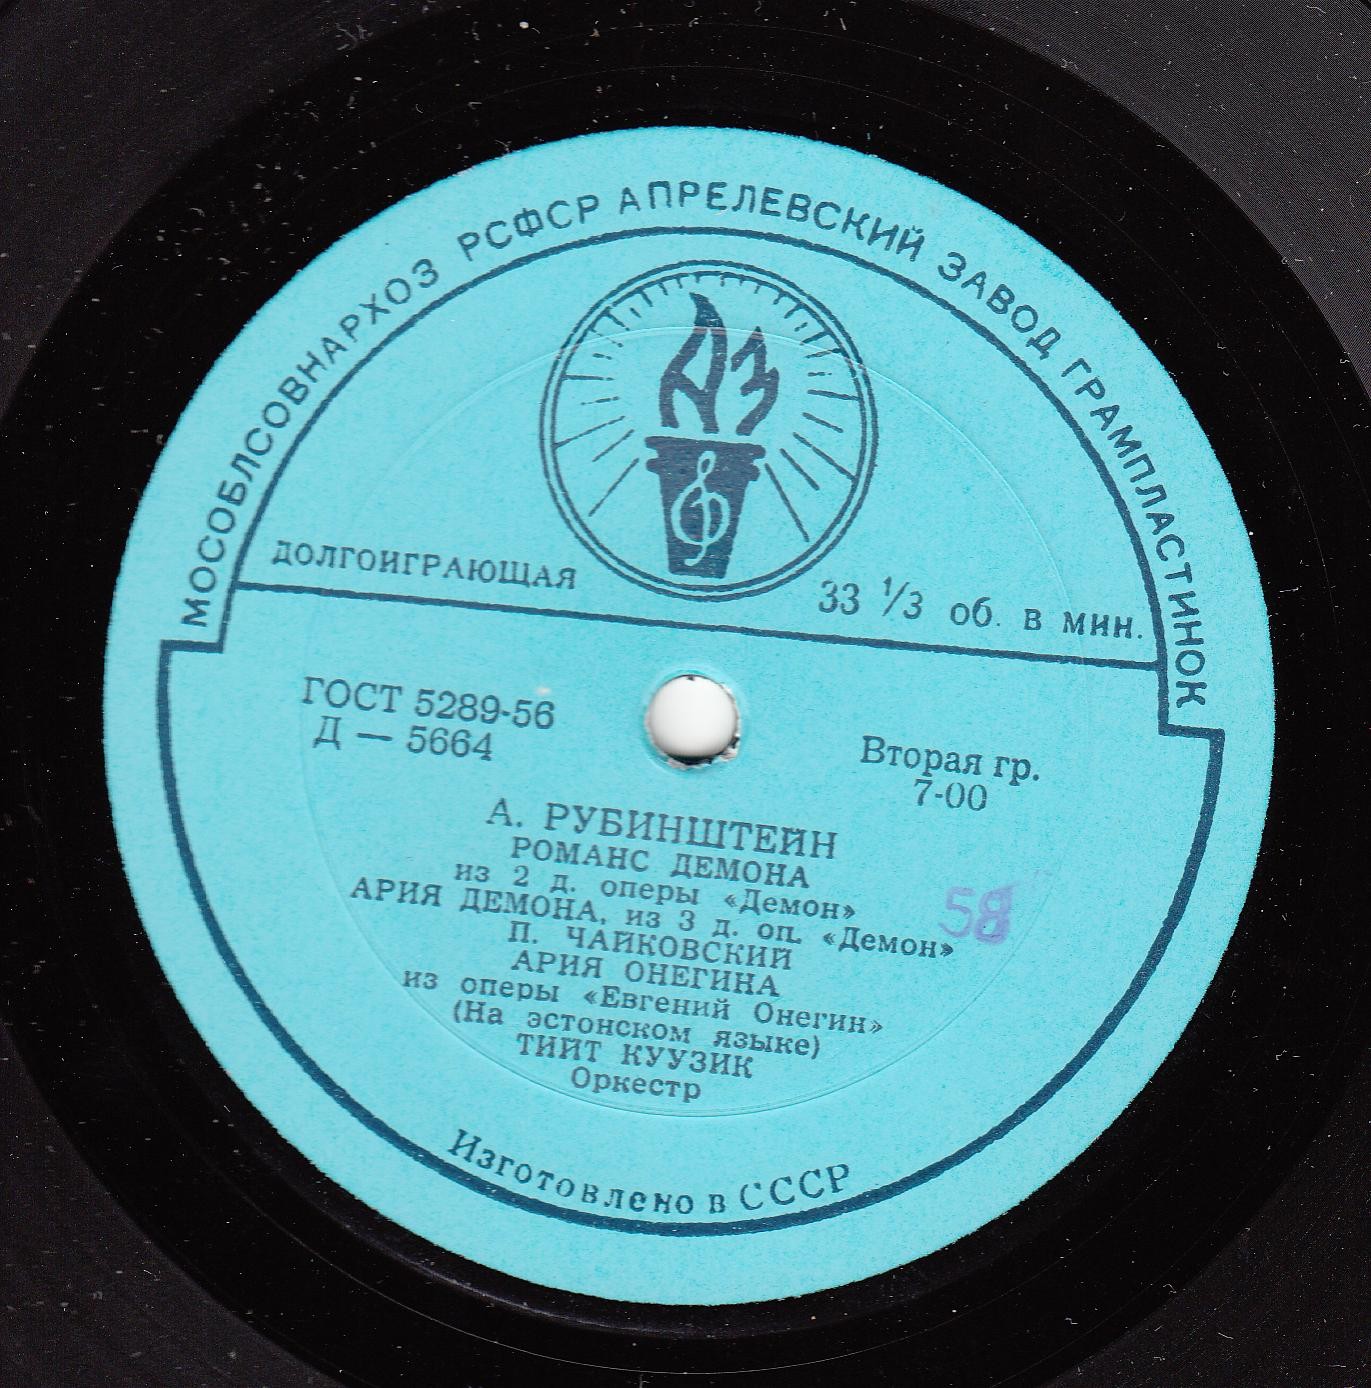 МОСОБЛСОВНАРХОЗ РСФСР АПРЕЛЕВСКИЙ ЗАВОД ГРАМПЛАСТИНОК
АЗ
ДОЛГОИГРАЮЩАЯ
33 1/3 об. в мин.
ГОСТ 5289-56
Д — 5664
Вторая гр.
7-00
А. РУБИНШТЕЙН
РОМАНС ДЕМОНА
из 2 д. оперы «Демон»
АРИЯ ДЕМОНА, из 3 д. оп. «Демон»
П. ЧАЙКОВСКИЙ
АРИЯ ОНЕГИНА
из оперы «Евгений Онегин»
(На эстонском языке)
ТИЙТ КУУЗИК
Оркестр
58
Изготовлено в СССР